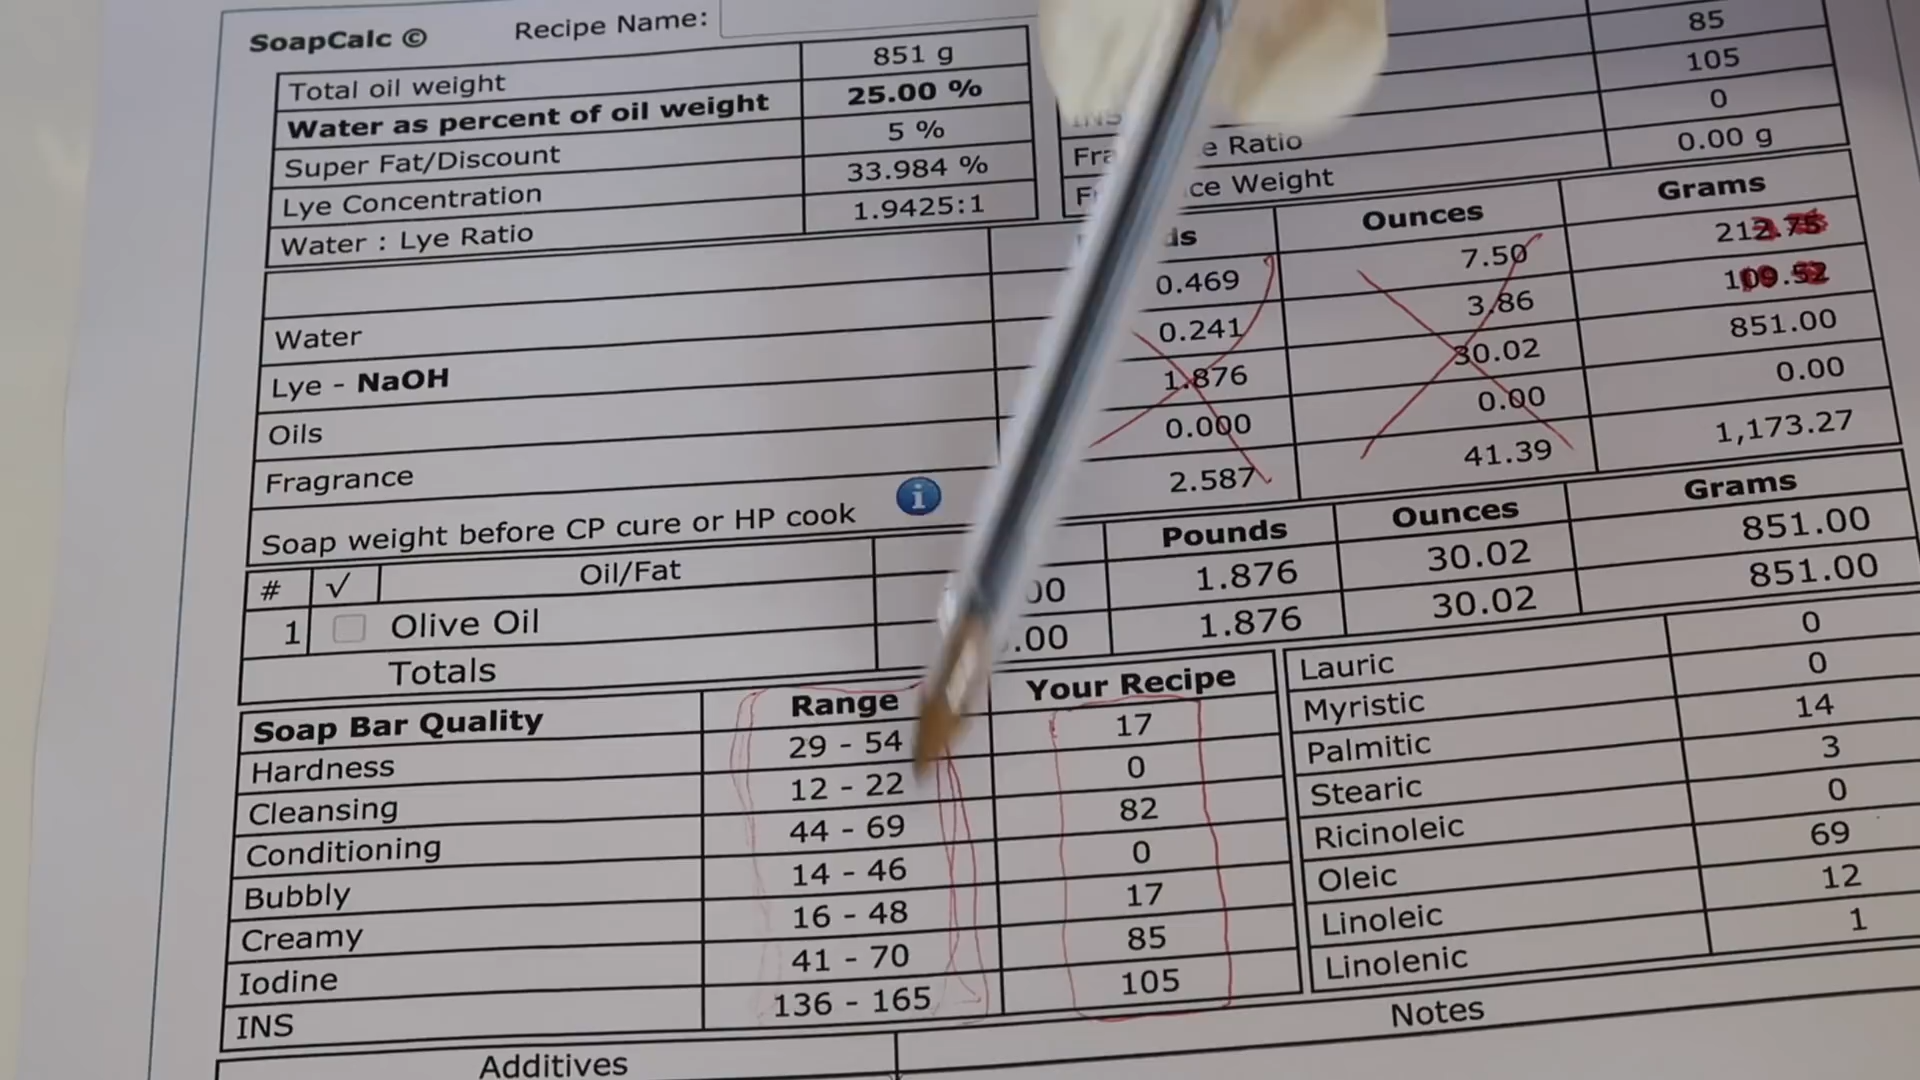 SoapCalc © Recipe Name:
Total oil weight 851 g
Water as percent of oil weight 25.00 %
Super Fat/Discount 5 %
Lye Concentration 33.984 %
Water : Lye Ratio 1.9425:1
85
105
e Ratio 0
ce Weight 0.00 g
Ounces Grams
Water 0.469 7.50 212.75
Lye - NaOH 0.241 3.86 109.52
Oils 1.876 30.02 851.00
Fragrance 0.000 0.00 0.00
Soap weight before CP cure or HP cook i 2.587 41.39 1,173.27
# √ Oil/Fat Pounds Ounces Grams
1 Olive Oil 00 1.876 30.02 851.00
Totals .00 1.876 30.02 851.00
Soap Bar Quality Range Your Recipe
Hardness 29 - 54 17
Cleansing 12 - 22 0
Conditioning 44 - 69 82
Bubbly 14 - 46 0
Creamy 16 - 48 17
Iodine 41 - 70 85
INS 136 - 165 105
Lauric 0
Myristic 0
Palmitic 14
Stearic 3
Ricinoleic 0
Oleic 69
Linoleic 12
Linolenic 1
Additives Notes